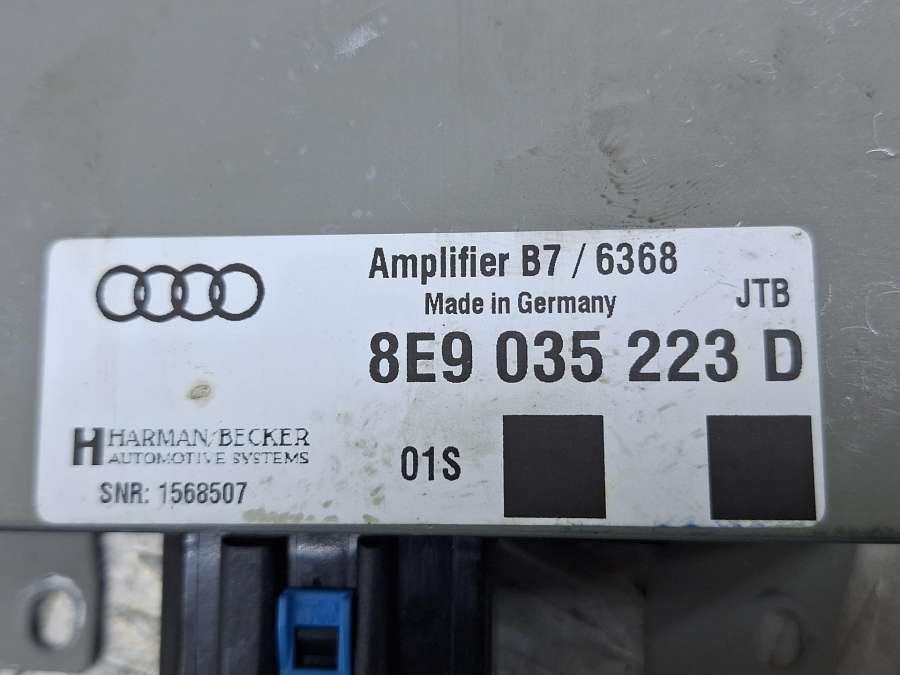 Amplifier B7 / 6368
Made in Germany
JTB
8E9 035 223 D
H HARMAN/BECKER
AUTOMOTIVE SYSTEMS
01S
SNR: 1568507